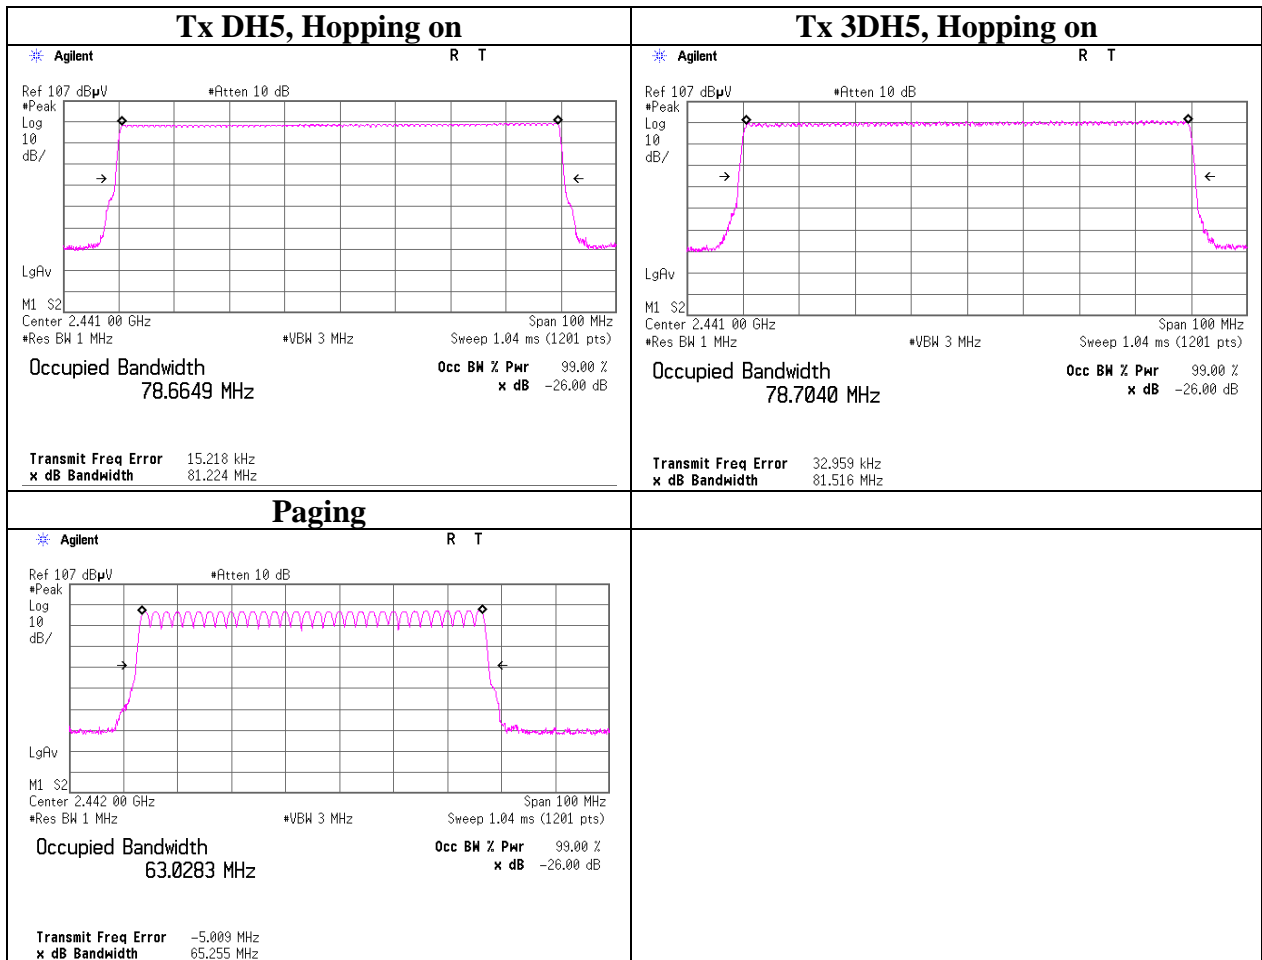 Tx DH5, Hopping on
Agilent
R T
Ref 107 dBµV
#Atten 10 dB
#Peak
Log
10
dB/
LgAv
M1 S2
Center 2.441 00 GHz
Span 100 MHz
#Res BW 1 MHz
#VBW 3 MHz
Sweep 1.04 ms (1201 pts)
Occupied Bandwidth
78.6649 MHz
Occ BW % Pwr 99.00 %
x dB -26.00 dB
Transmit Freq Error 15.218 kHz
x dB Bandwidth 81.224 MHz
Tx 3DH5, Hopping on
Agilent
R T
Ref 107 dBµV
#Atten 10 dB
#Peak
Log
10
dB/
LgAv
M1 S2
Center 2.441 00 GHz
Span 100 MHz
#Res BW 1 MHz
#VBW 3 MHz
Sweep 1.04 ms (1201 pts)
Occupied Bandwidth
78.7040 MHz
Occ BW % Pwr 99.00 %
x dB -26.00 dB
Transmit Freq Error 32.959 kHz
x dB Bandwidth 81.516 MHz
Paging
Agilent
R T
Ref 107 dBµV
#Atten 10 dB
#Peak
Log
10
dB/
LgAv
M1 S2
Center 2.442 00 GHz
Span 100 MHz
#Res BW 1 MHz
#VBW 3 MHz
Sweep 1.04 ms (1201 pts)
Occupied Bandwidth
63.0283 MHz
Occ BW % Pwr 99.00 %
x dB -26.00 dB
Transmit Freq Error -5.009 MHz
x dB Bandwidth 65.255 MHz